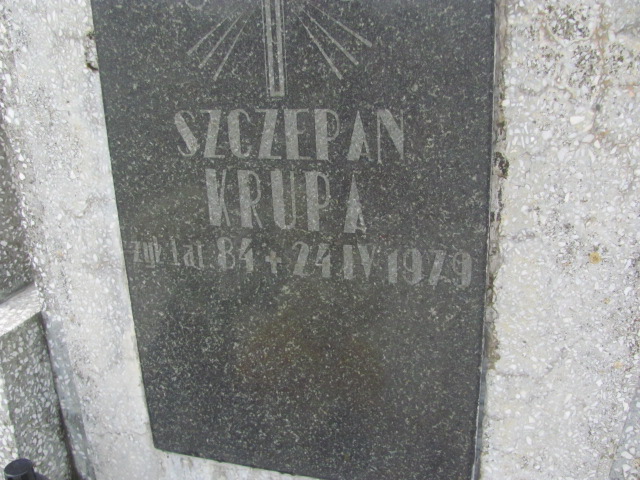 SZCZEPAN
KRUPA
żył lat 84 + 24 IV 1979